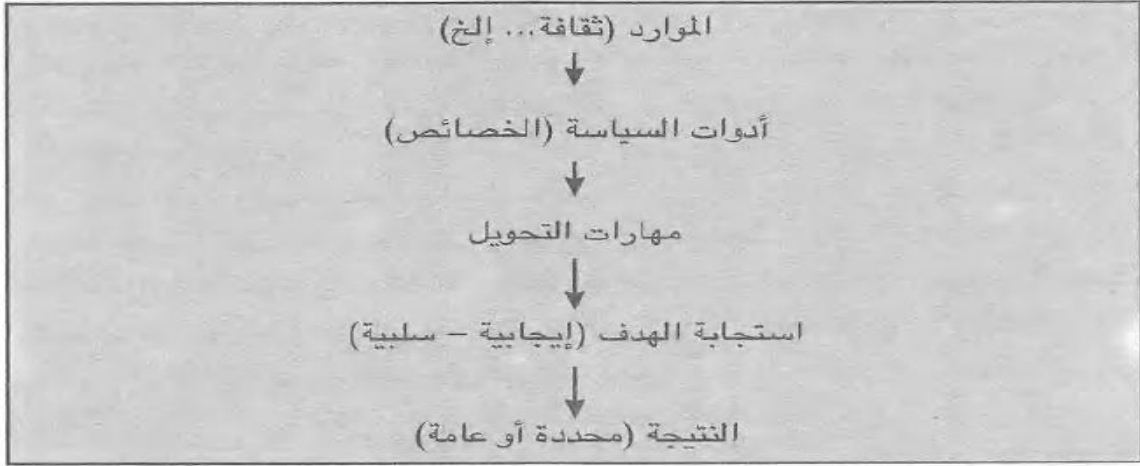 الموارد (ثقافة... إلخ)
أدوات السياسة (الخصائص)
مهارات التحويل
استجابة الهدف (إيجابية – سلبية)
النتيجة (محددة أو عامة)